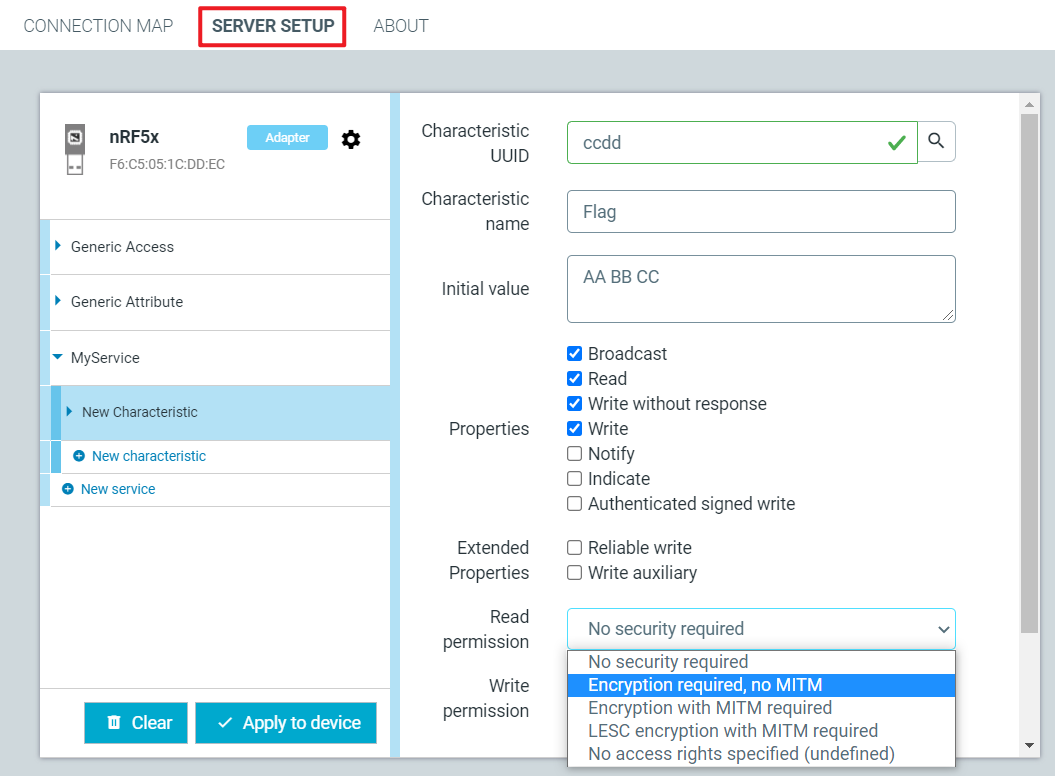 CONNECTION MAP SERVER SETUP ABOUT
nRF5x Adapter
F6:C5:05:1C:DD:EC
Generic Access
Generic Attribute
MyService
New Characteristic
New characteristic
New service
Clear Apply to device
Characteristic UUID
ccdd
Characteristic name
Flag
Initial value
AA BB CC
Properties
Broadcast
Read
Write without response
Write
Notify
Indicate
Authenticated signed write
Extended Properties
Reliable write
Write auxiliary
Read permission
No security required
No security required
Encryption required, no MITM
Encryption with MITM required
LESC encryption with MITM required
No access rights specified (undefined)
Write permission